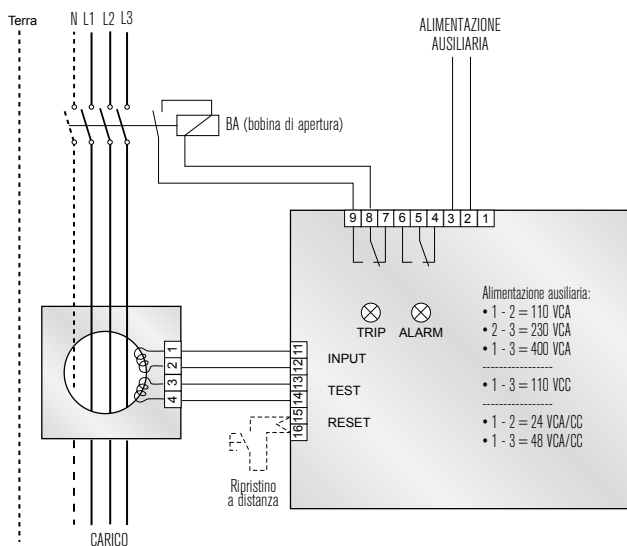 Terra
N L1 L2 L3
ALIMENTAZIONE
AUSILIARIA
BA (bobina di apertura)
9 8 7 6 5 4 3 2 1
TRIP ALARM
Alimentazione ausiliaria:
• 1 - 2 = 110 VCA
• 2 - 3 = 230 VCA
• 1 - 3 = 400 VCA
----------------
• 1 - 3 = 110 VCC
----------------
• 1 - 2 = 24 VCA/CC
• 1 - 3 = 48 VCA/CC
1
2
3
4
11
12
13
14
15
16
INPUT
TEST
RESET
Ripristino
a distanza
CARICO